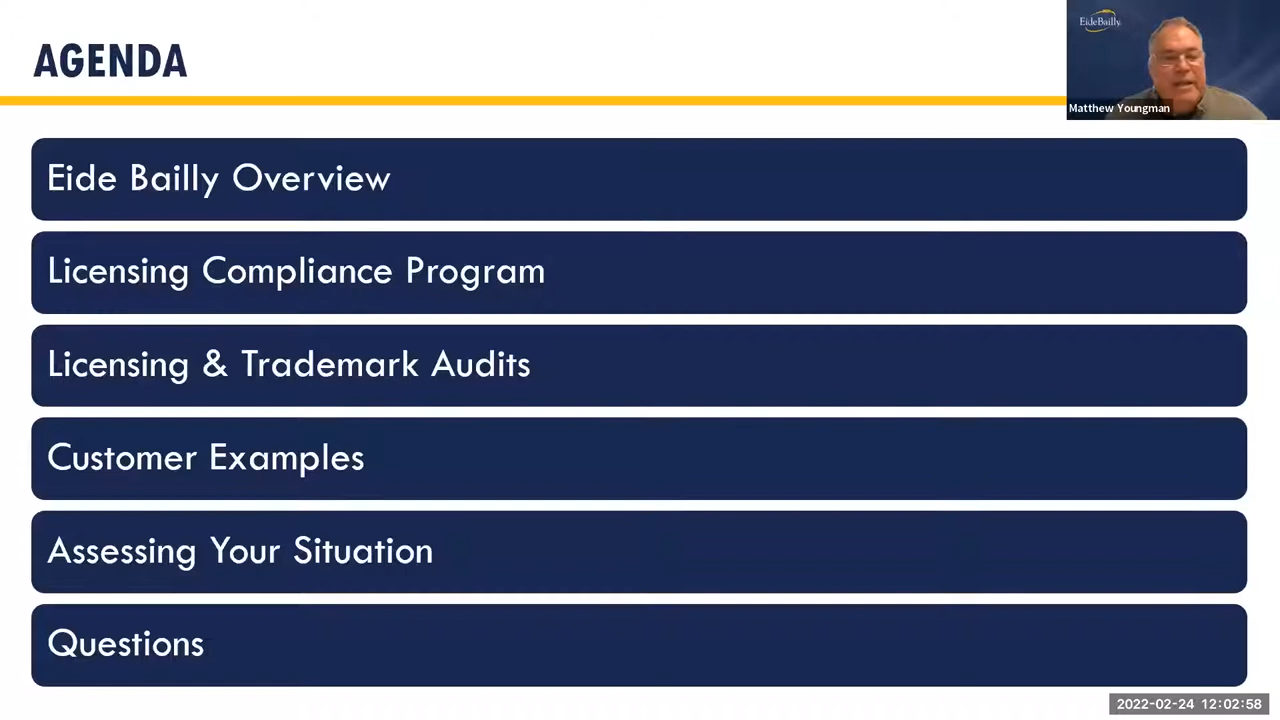 AGENDA
EideBailly
Matthew Youngman
Eide Bailly Overview
Licensing Compliance Program
Licensing & Trademark Audits
Customer Examples
Assessing Your Situation
Questions
2022-02-24 12:02:58